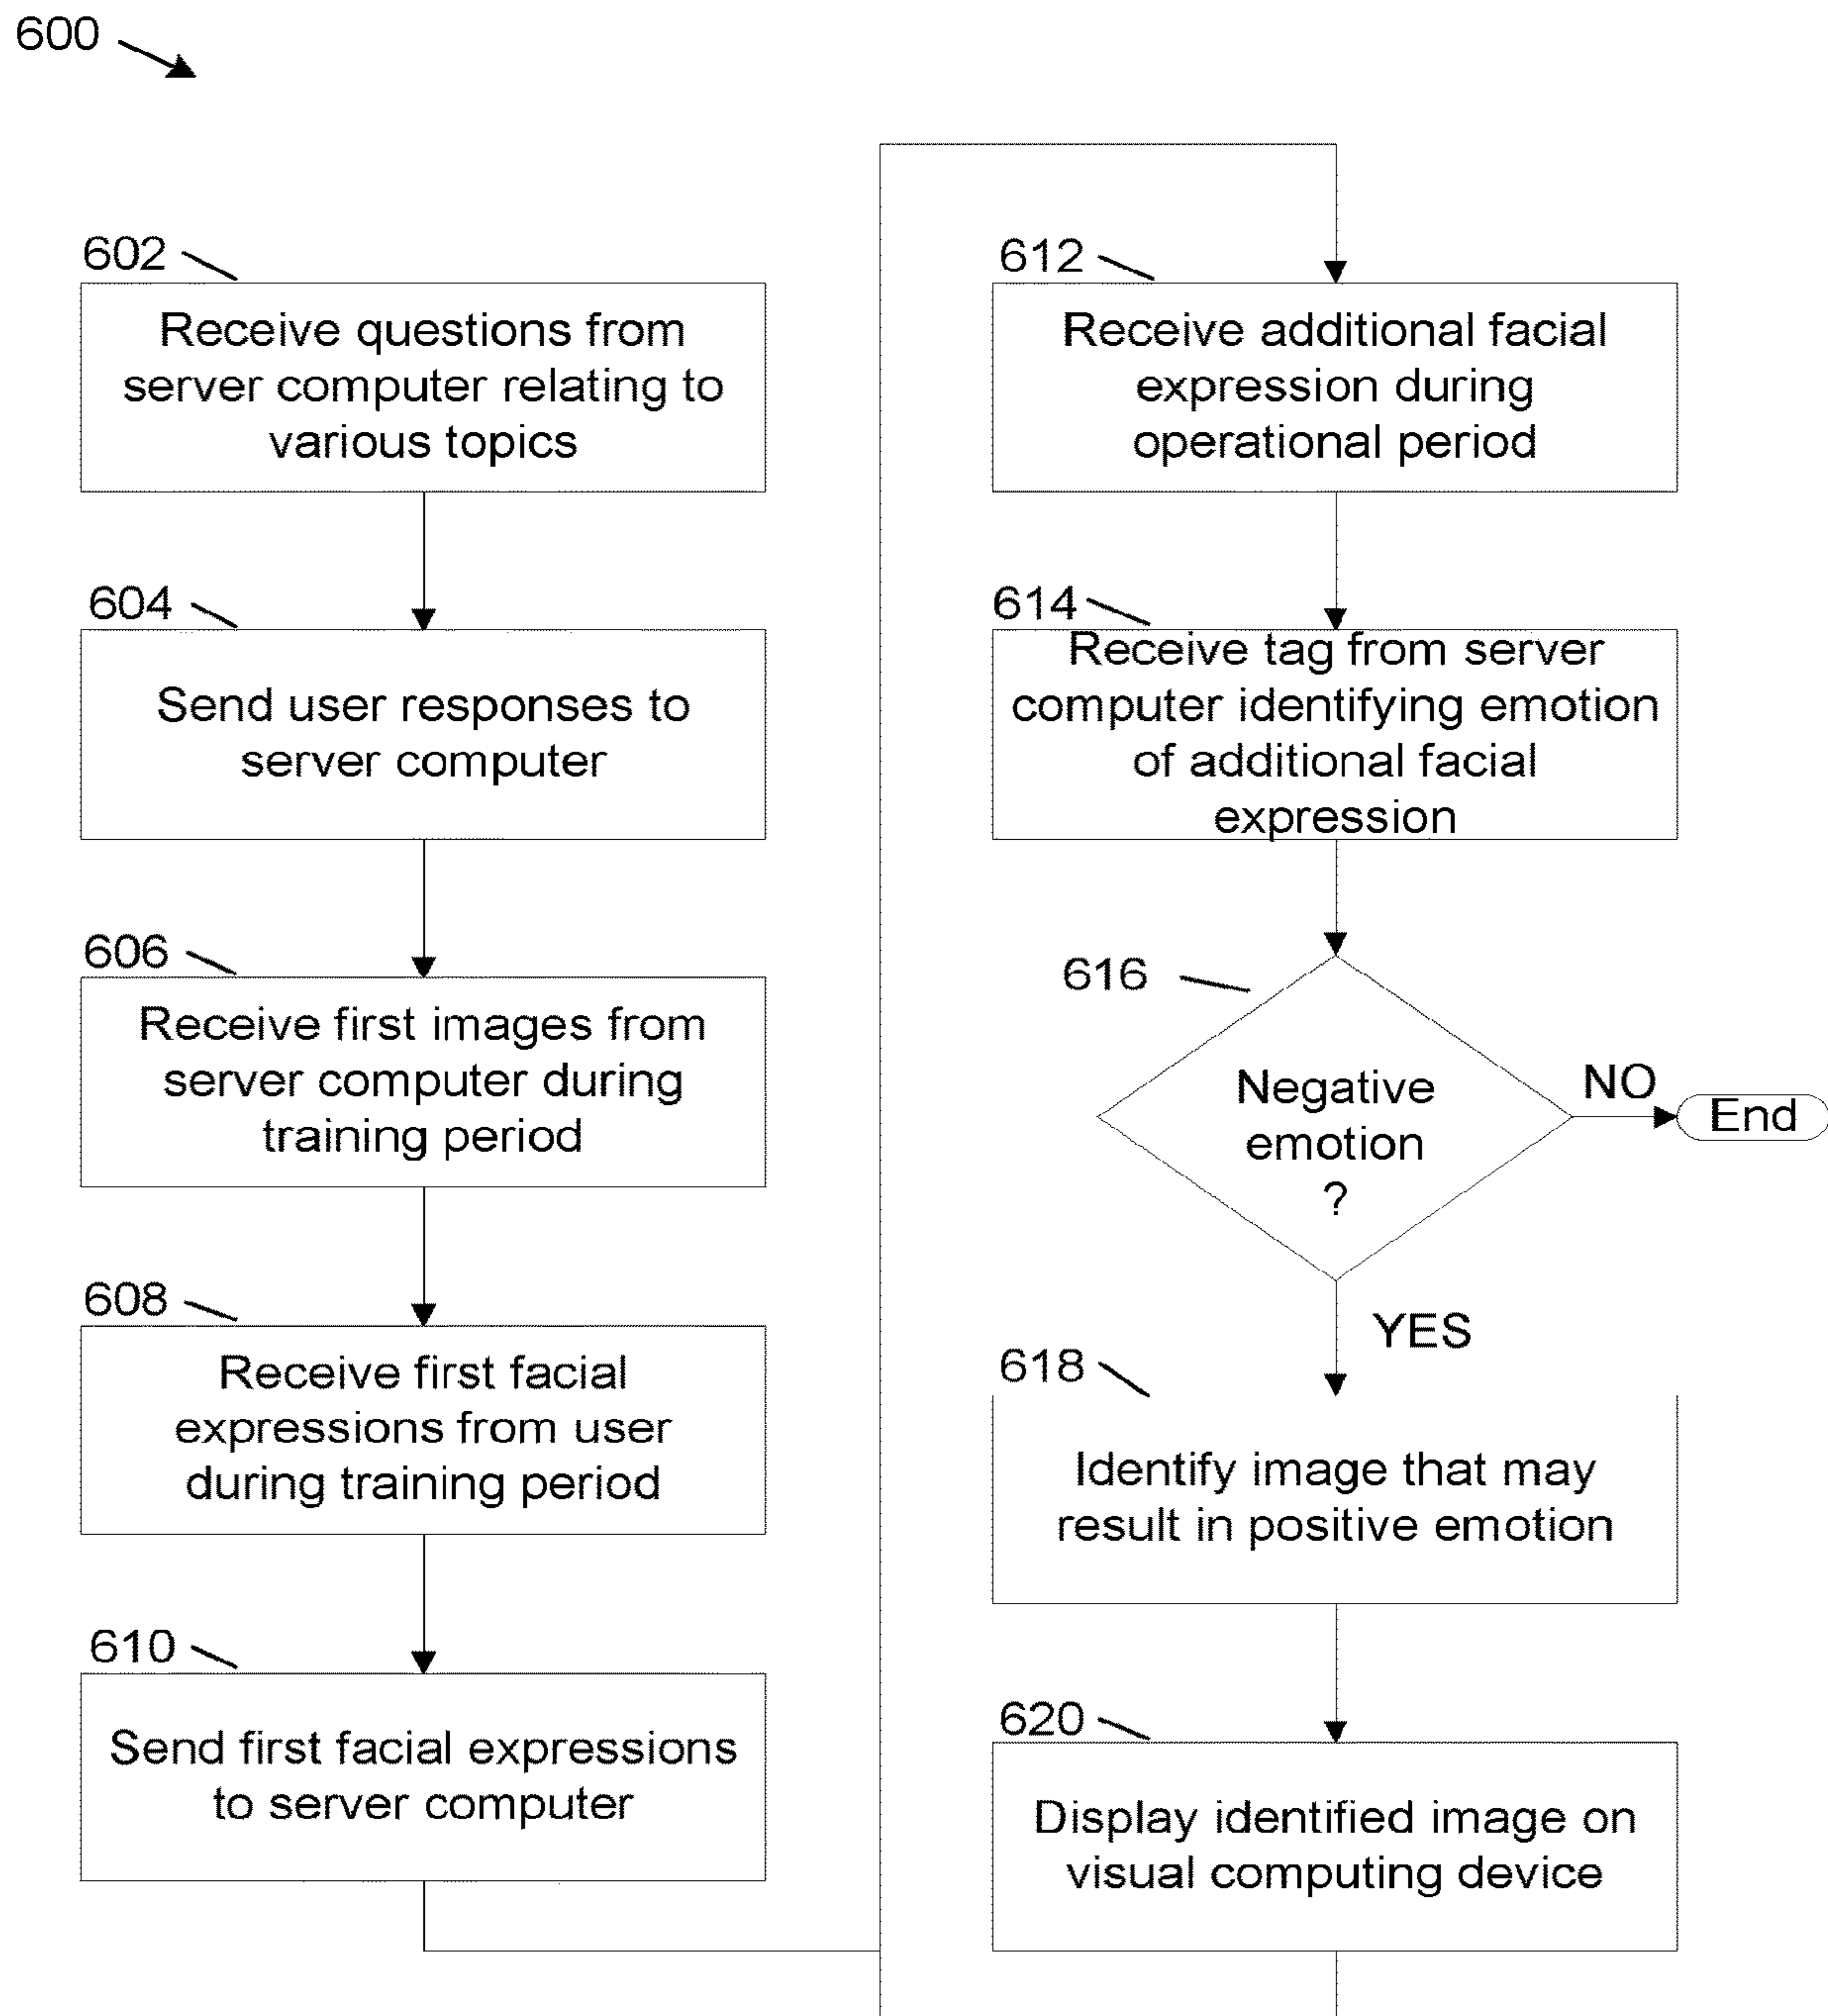 600
602
Receive questions from
server computer relating to
various topics
604
Send user responses to
server computer
606
Receive first images from
server computer during
training period
608
Receive first facial
expressions from user
during training period
610
Send first facial expressions
to server computer
612
Receive additional facial
expression during
operational period
614
Receive tag from server
computer identifying emotion
of additional facial
expression
616
Negative
emotion
?
NO
End
YES
618
Identify image that may
result in positive emotion
620
Display identified image on
visual computing device